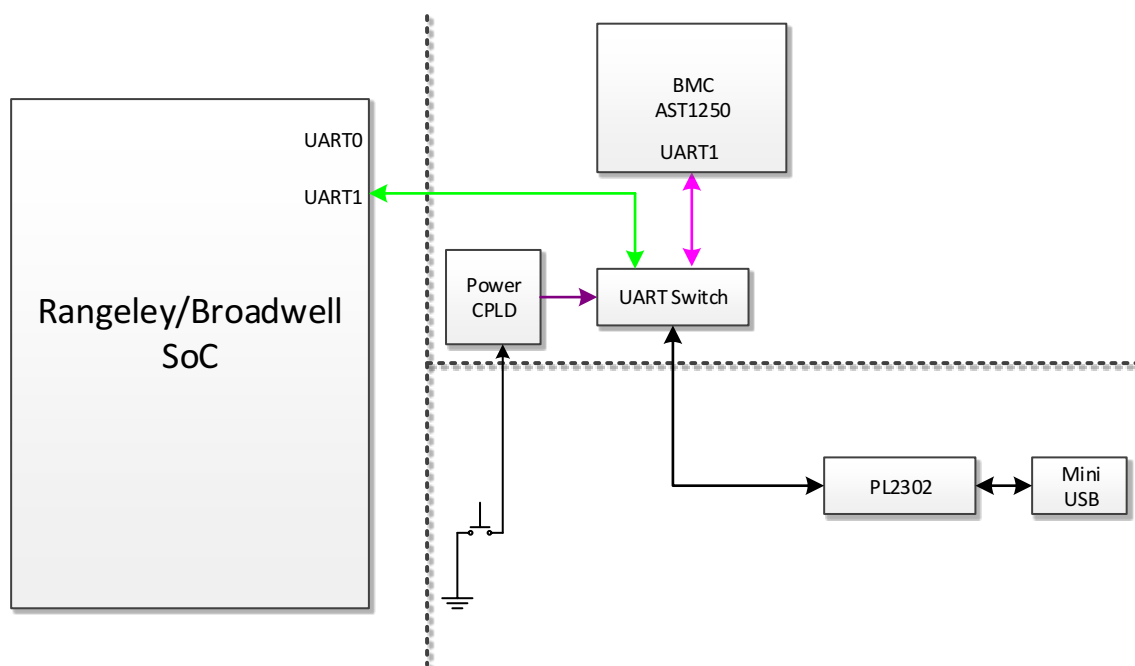 BMC
AST1250
UART1
UART0
UART1
Rangeley/Broadwell
SoC
Power
CPLD
UART Switch
PL2302
Mini
USB